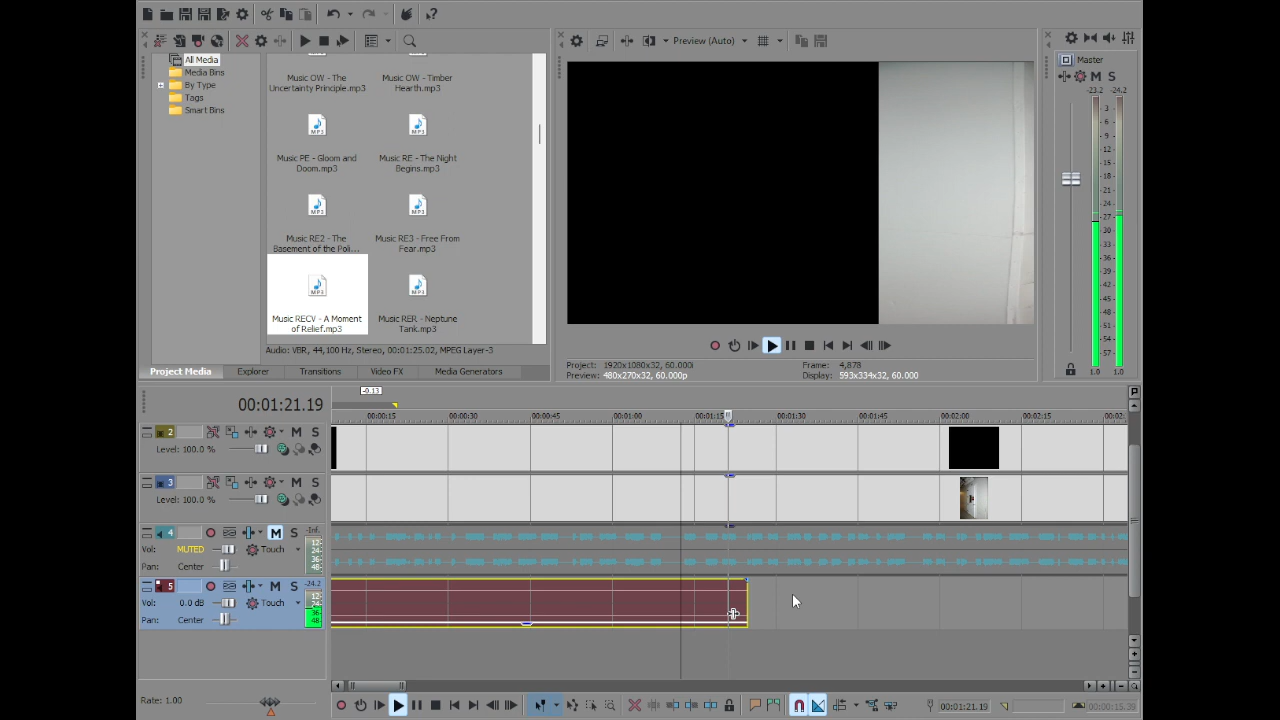 All Media
Media Bins
By Type
Tags
Smart Bins
Music OW - The
Uncertainty Principle.mp3
Music OW - Timber
Hearth.mp3
Music PE - Gloom and
Doom.mp3
Music RE - The Night
Begins.mp3
Music RE2 - The
Basement of the Poli...
Music RE3 - Free From
Fear.mp3
Music RECV - A Moment
of Relief.mp3
Music RER - Neptune
Tank.mp3
Audio: VBR, 44,100 Hz, Stereo, 00:01:25.02, MPEG Layer-3
Project Media
Explorer
Transitions
Video FX
Media Generators
Preview (Auto)
Project: 1920x1080x32, 60.000i
Preview: 480x270x32, 60.000p
Frame: 4,878
Display: 593x334x32, 60.000
Master
M S
-23.2 -24.2
3
6
9
12
15
18
21
24
27
30
33
36
39
42
45
48
51
54
57
1.0 1.0
-0.13
00:01:21.19
00:00:15 00:00:30 00:00:45 00:01:00 00:01:15 00:01:30 00:01:45 00:02:00 00:02:15 00:02:
2 M S
Level: 100.0 %
3 M S
Level: 100.0 %
4 M S -Inf.
Vol: MUTED Touch
Pan: Center
12
24
36
48
5 M S -24.2
Vol: 0.0 dB Touch
Pan: Center
12
24
36
48
Rate: 1.00
00:01:21.19
00:00:15.39